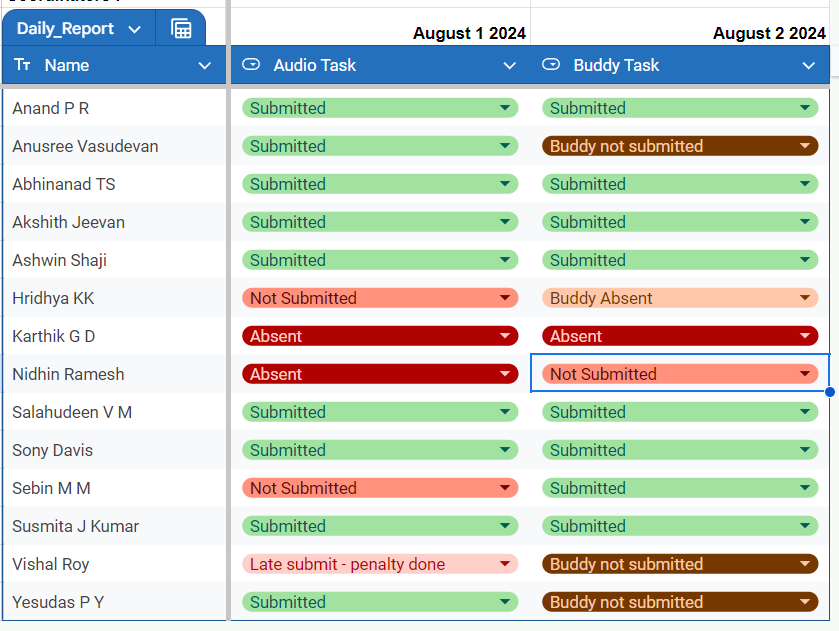 Daily_Report
August 1 2024 August 2 2024
Tт Name Audio Task Buddy Task
Anand P R Submitted Submitted
Anusree Vasudevan Submitted Buddy not submitted
Abhinanad TS Submitted Submitted
Akshith Jeevan Submitted Submitted
Ashwin Shaji Submitted Submitted
Hridhya KK Not Submitted Buddy Absent
Karthik G D Absent Absent
Nidhin Ramesh Absent Not Submitted
Salahudeen V M Submitted Submitted
Sony Davis Submitted Submitted
Sebin M M Not Submitted Submitted
Susmita J Kumar Submitted Submitted
Vishal Roy Late submit - penalty done Buddy not submitted
Yesudas P Y Submitted Buddy not submitted